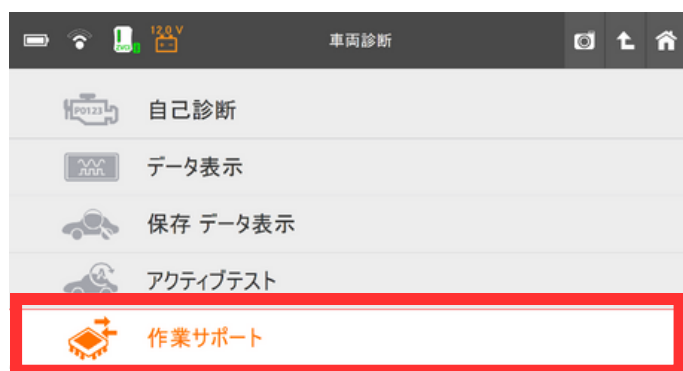 12.0 V
車両診断
P0123
自己診断
データ表示
保存 データ表示
アクティブテスト
作業サポート